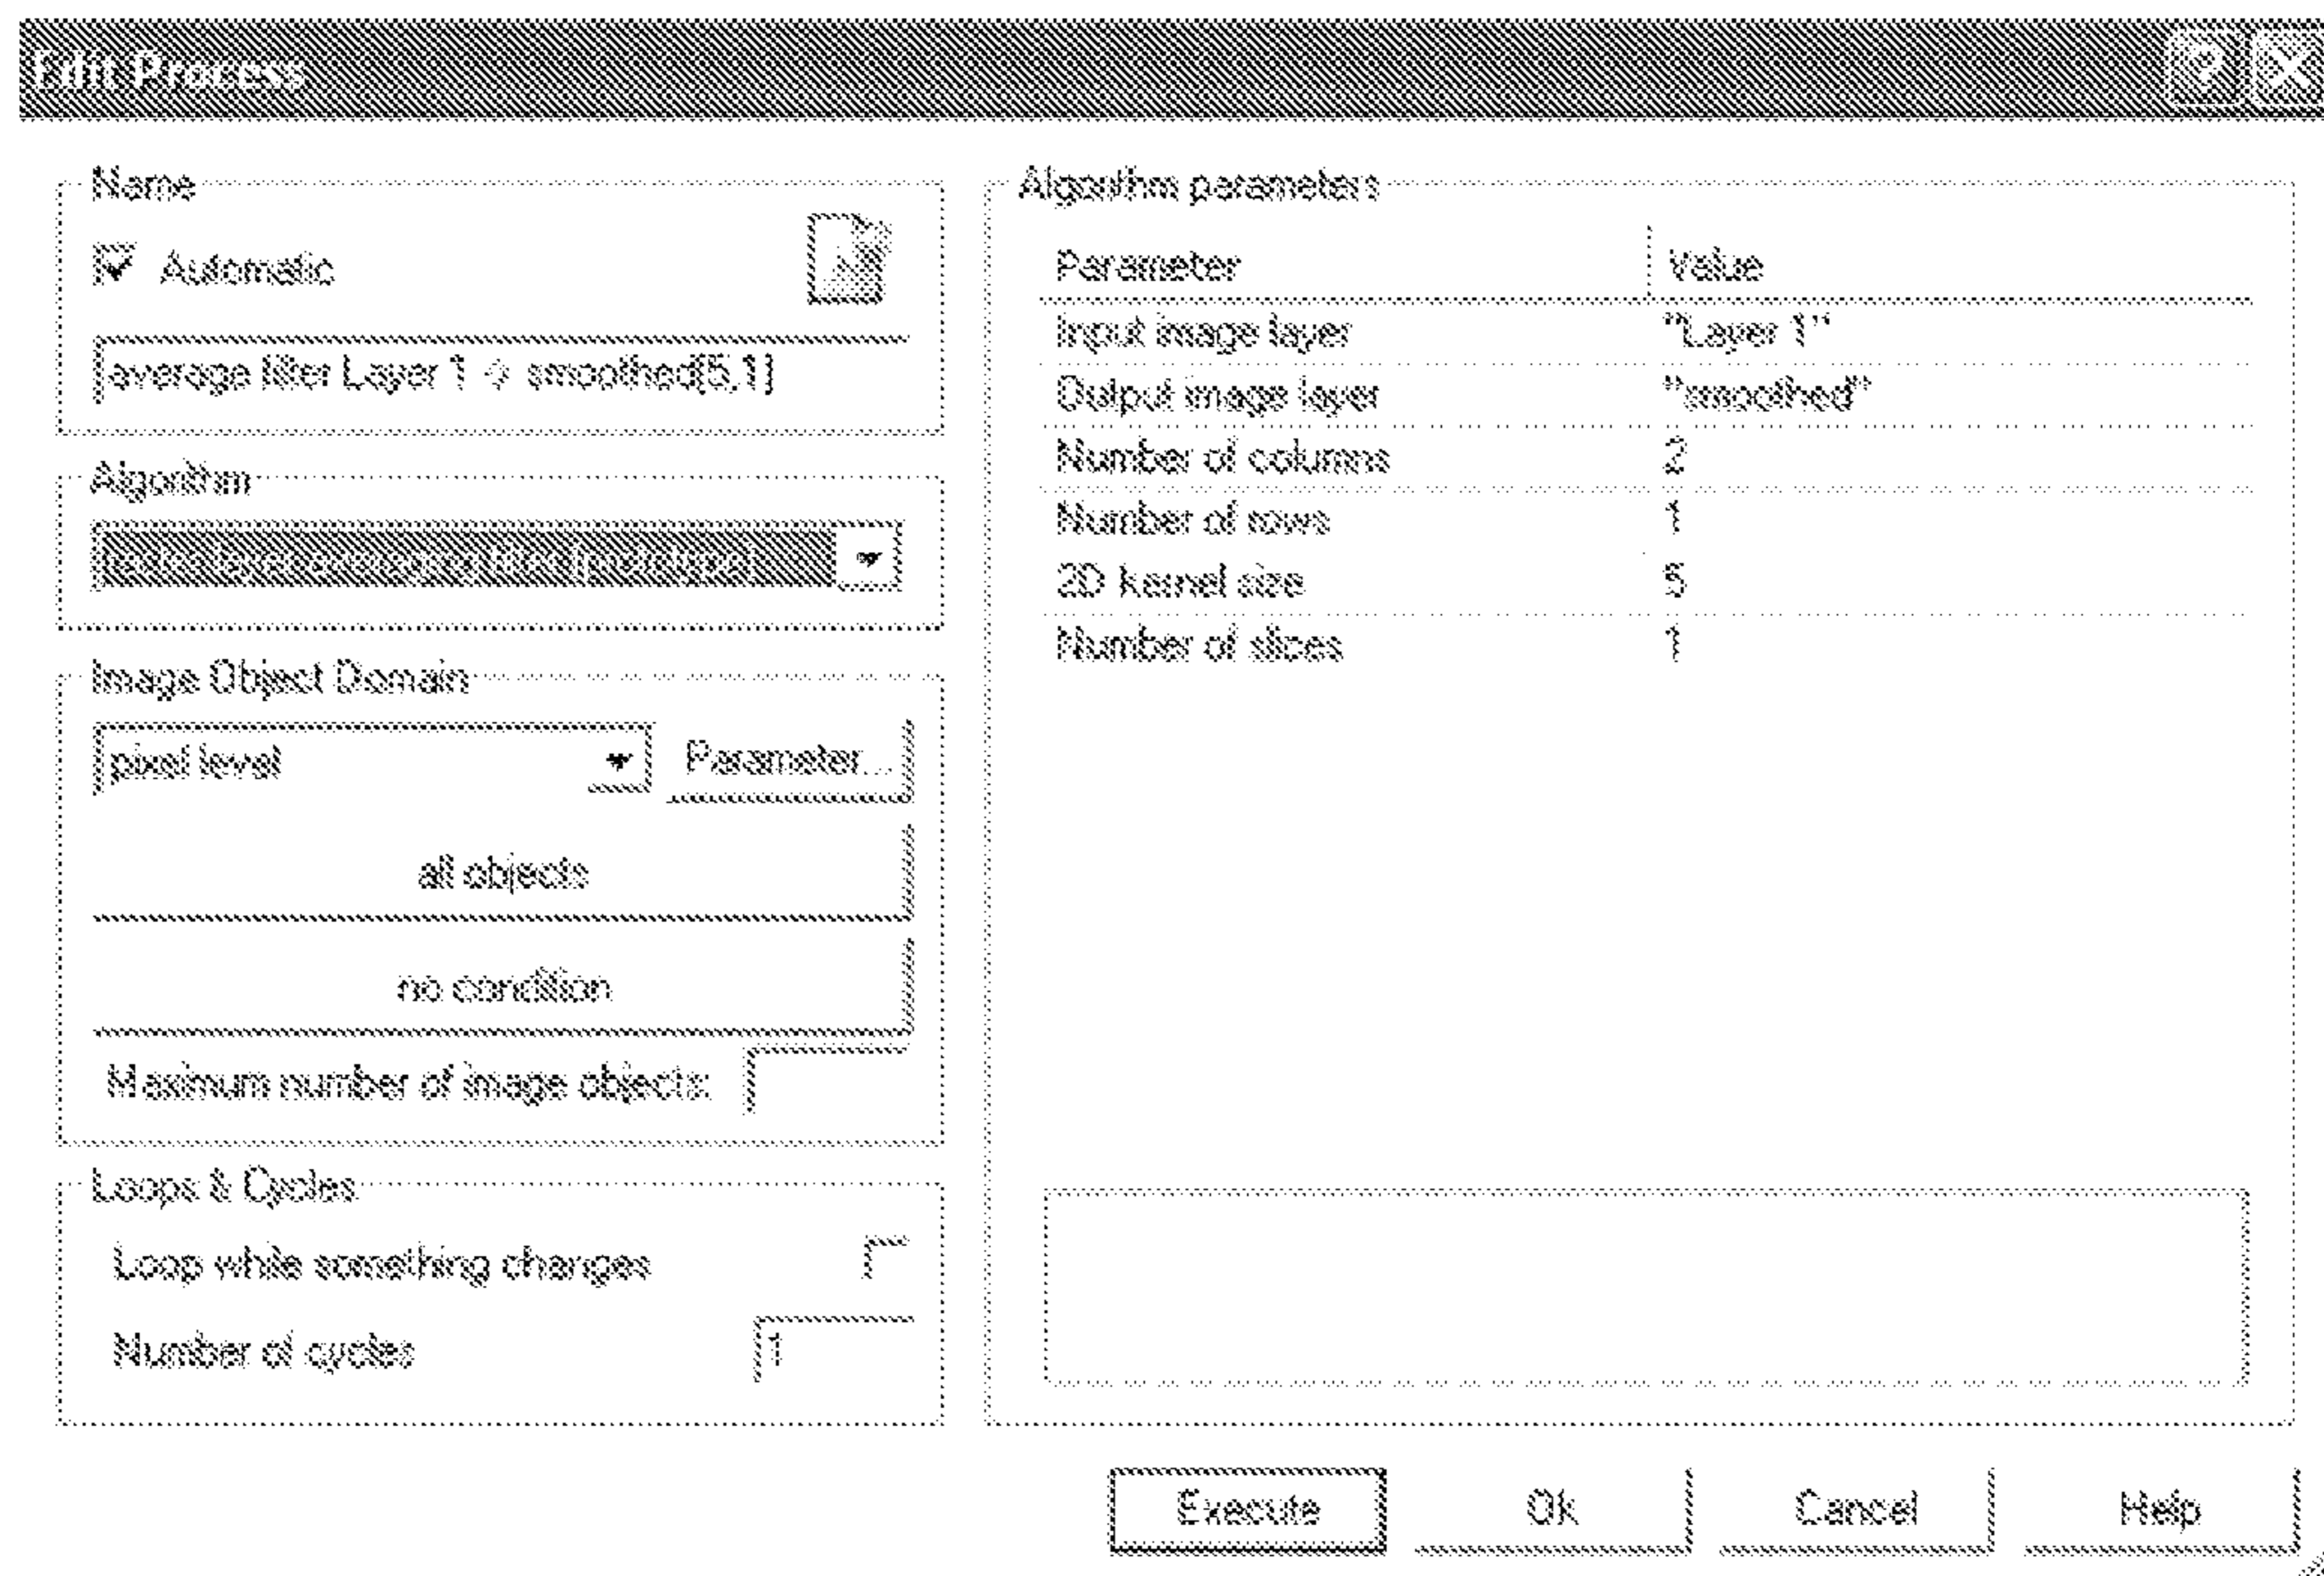 Edit Process
Name
Automatic
average filter Layer 1 -> smoothed[5,1]
Algorithm
Image Object Domain
pixel level
Parameter...
all objects
no condition
Maximum number of image objects:
Loops & Cycles
Loop while something changes
Number of cycles 1
Algorithm parameters
Parameter Value
Input image layer "Layer 1"
Output image layer "smoothed"
Number of columns 2
Number of rows 1
2D kernel size 5
Number of slices 1
Execute Ok Cancel Help